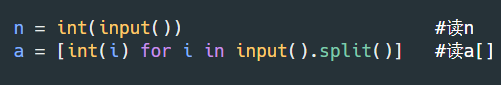 n = int(input()) #读n
a = [int(i) for i in input().split()] #读a[]